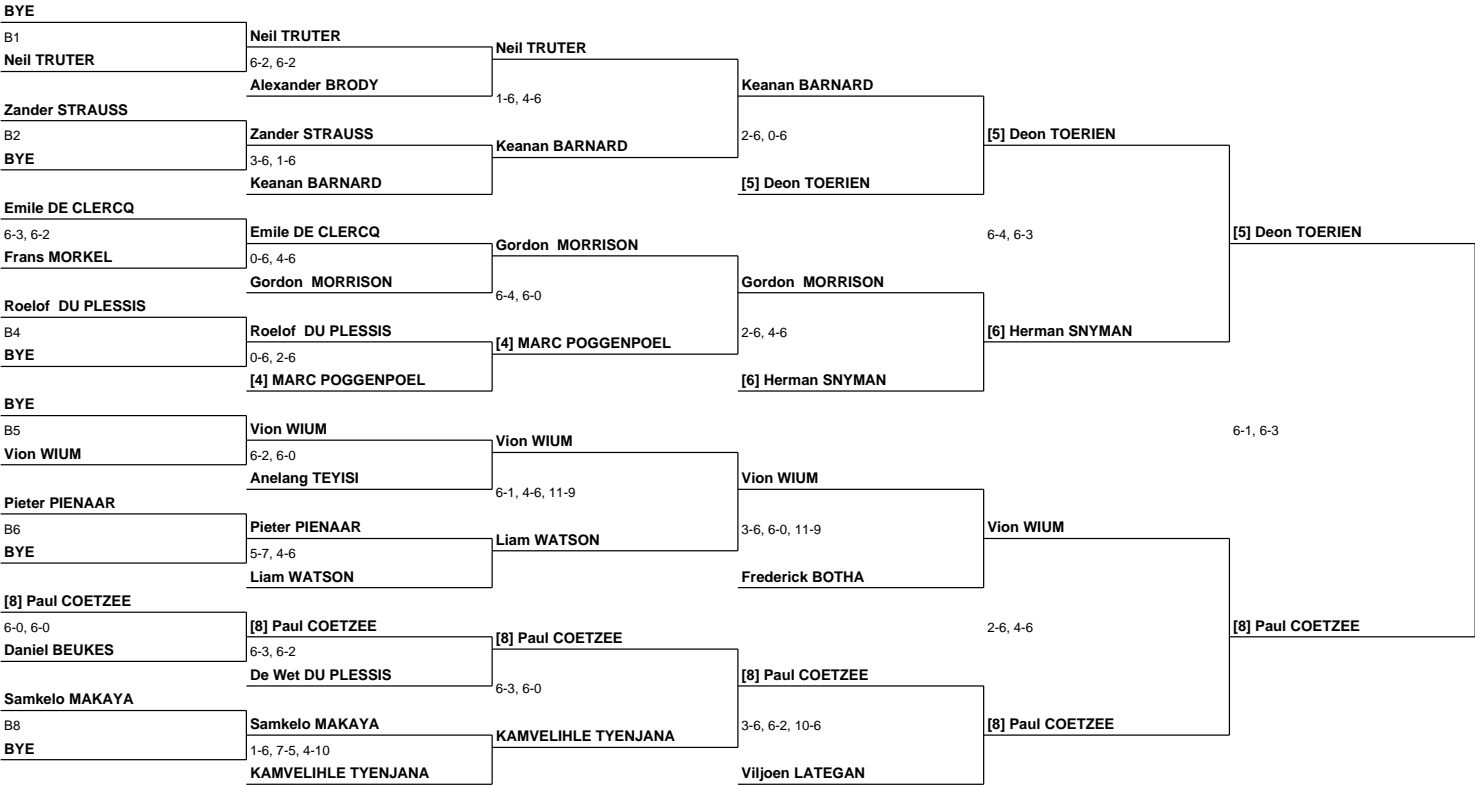 BYE
B1
Neil TRUTER
Zander STRAUSS
B2
BYE
Emile DE CLERCQ
6-3, 6-2
Frans MORKEL
Roelof  DU PLESSIS
B4
BYE
BYE
B5
Vion WIUM
Pieter PIENAAR
B6
BYE
[8] Paul COETZEE
6-0, 6-0
Daniel BEUKES
Samkelo MAKAYA
B8
BYE
Neil TRUTER
6-2, 6-2
Alexander BRODY
Zander STRAUSS
3-6, 1-6
Keanan BARNARD
Emile DE CLERCQ
0-6, 4-6
Gordon  MORRISON
Roelof  DU PLESSIS
0-6, 2-6
[4] MARC POGGENPOEL
Vion WIUM
6-2, 6-0
Anelang TEYISI
Pieter PIENAAR
5-7, 4-6
Liam WATSON
[8] Paul COETZEE
6-3, 6-2
De Wet DU PLESSIS
Samkelo MAKAYA
1-6, 7-5, 4-10
KAMVELIHLE TYENJANA
Neil TRUTER
1-6, 4-6
Keanan BARNARD
Gordon  MORRISON
6-4, 6-0
[4] MARC POGGENPOEL
Vion WIUM
6-1, 4-6, 11-9
Liam WATSON
[8] Paul COETZEE
6-3, 6-0
KAMVELIHLE TYENJANA
Keanan BARNARD
2-6, 0-6
[5] Deon TOERIEN
Gordon  MORRISON
2-6, 4-6
[6] Herman SNYMAN
Vion WIUM
3-6, 6-0, 11-9
Frederick BOTHA
[8] Paul COETZEE
3-6, 6-2, 10-6
Viljoen LATEGAN
[5] Deon TOERIEN
6-4, 6-3
[6] Herman SNYMAN
Vion WIUM
2-6, 4-6
[8] Paul COETZEE
[5] Deon TOERIEN
6-1, 6-3
[8] Paul COETZEE